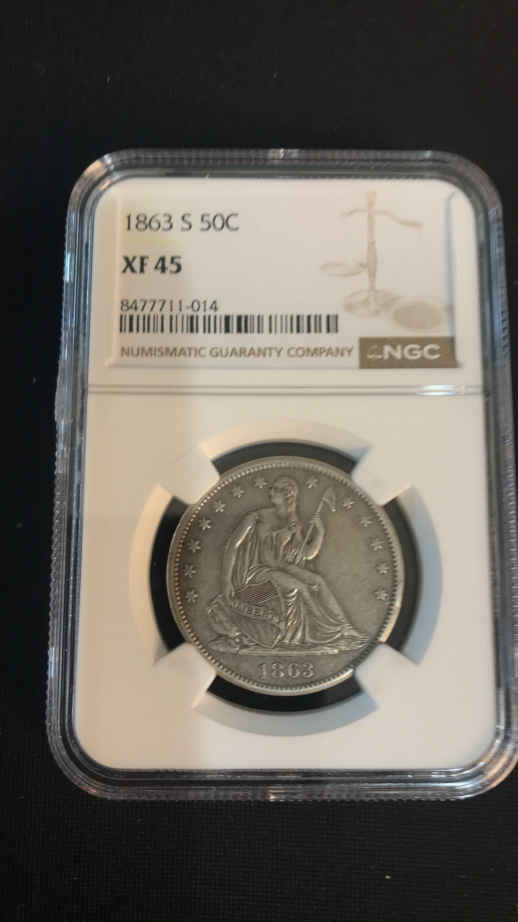 1863 S 50C
XF 45
8477711-014
NUMISMATIC GUARANTY COMPANY NGC
LIBERTY
1863